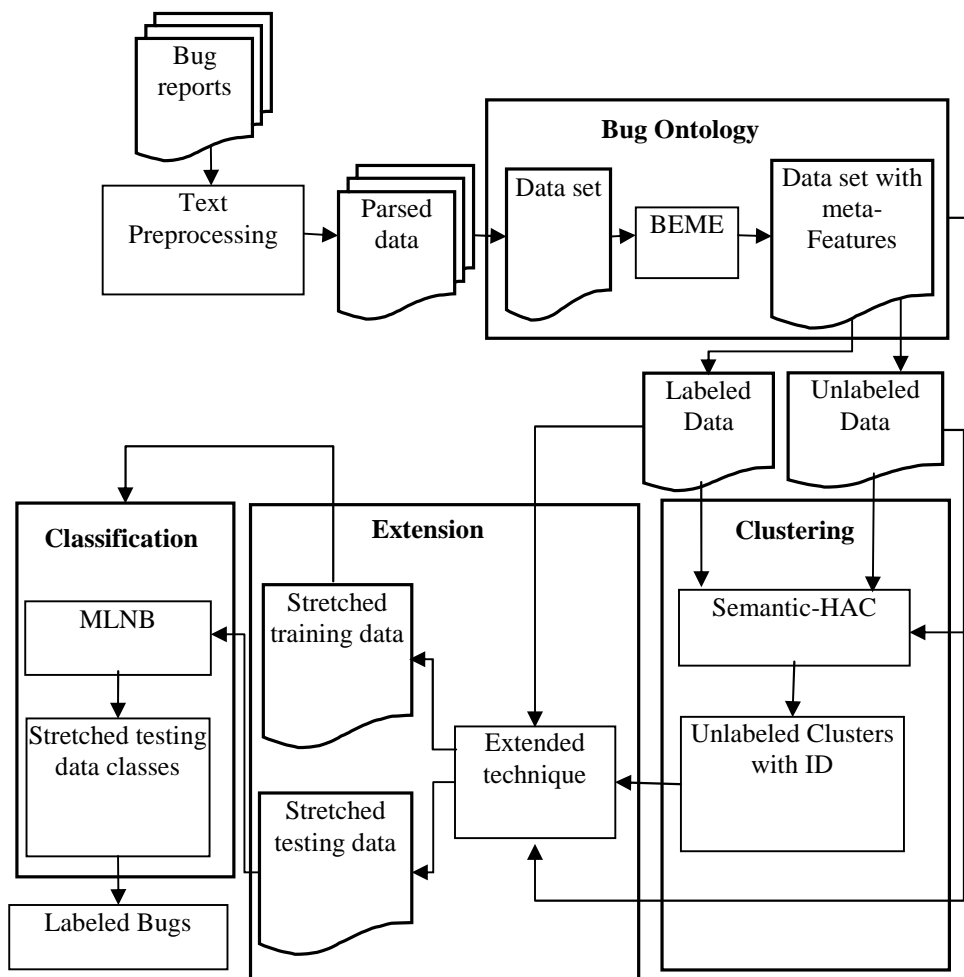 Bug
reports
Text
Preprocessing
Parsed
data
Bug Ontology
Data set
BEME
Data set with
meta-
Features
Labeled
Data
Unlabeled
Data
Classification
MLNB
Stretched testing
data classes
Labeled Bugs
Extension
Stretched
training data
Stretched
testing data
Extended
technique
Clustering
Semantic-HAC
Unlabeled Clusters
with ID